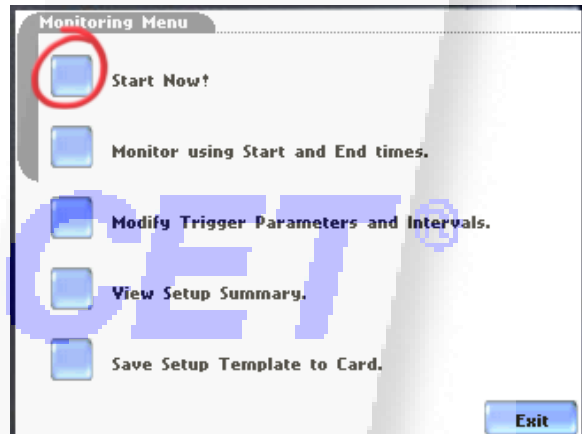 Monitoring Menu
Start Now!
Monitor using Start and End times.
Modify Trigger Parameters and Intervals.
CET®
View Setup Summary.
Save Setup Template to Card.
Exit